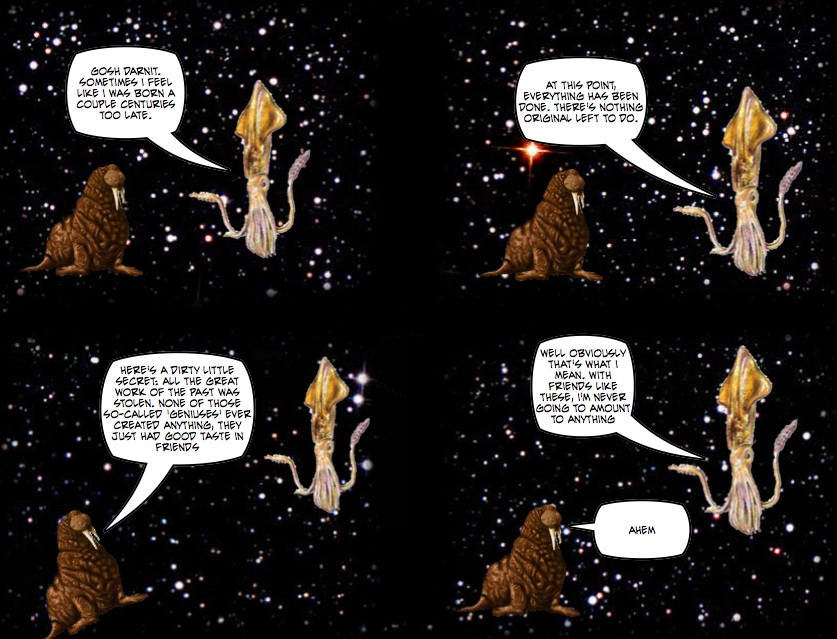 GOSH DARNIT.
SOMETIMES I FEEL
LIKE I WAS BORN A
COUPLE CENTURIES
TOO LATE.
AT THIS POINT,
EVERYTHING HAS BEEN
DONE. THERE'S NOTHING
ORIGINAL LEFT TO DO.
HERE'S A DIRTY LITTLE
SECRET: ALL THE GREAT
WORK OF THE PAST WAS
STOLEN. NONE OF THOSE
SO-CALLED 'GENIUSES' EVER
CREATED ANYTHING, THEY
JUST HAD GOOD TASTE IN
FRIENDS
WELL OBVIOUSLY
THAT'S WHAT I
MEAN. WITH
FRIENDS LIKE
THESE, I'M NEVER
GOING TO AMOUNT
TO ANYTHING
AHEM